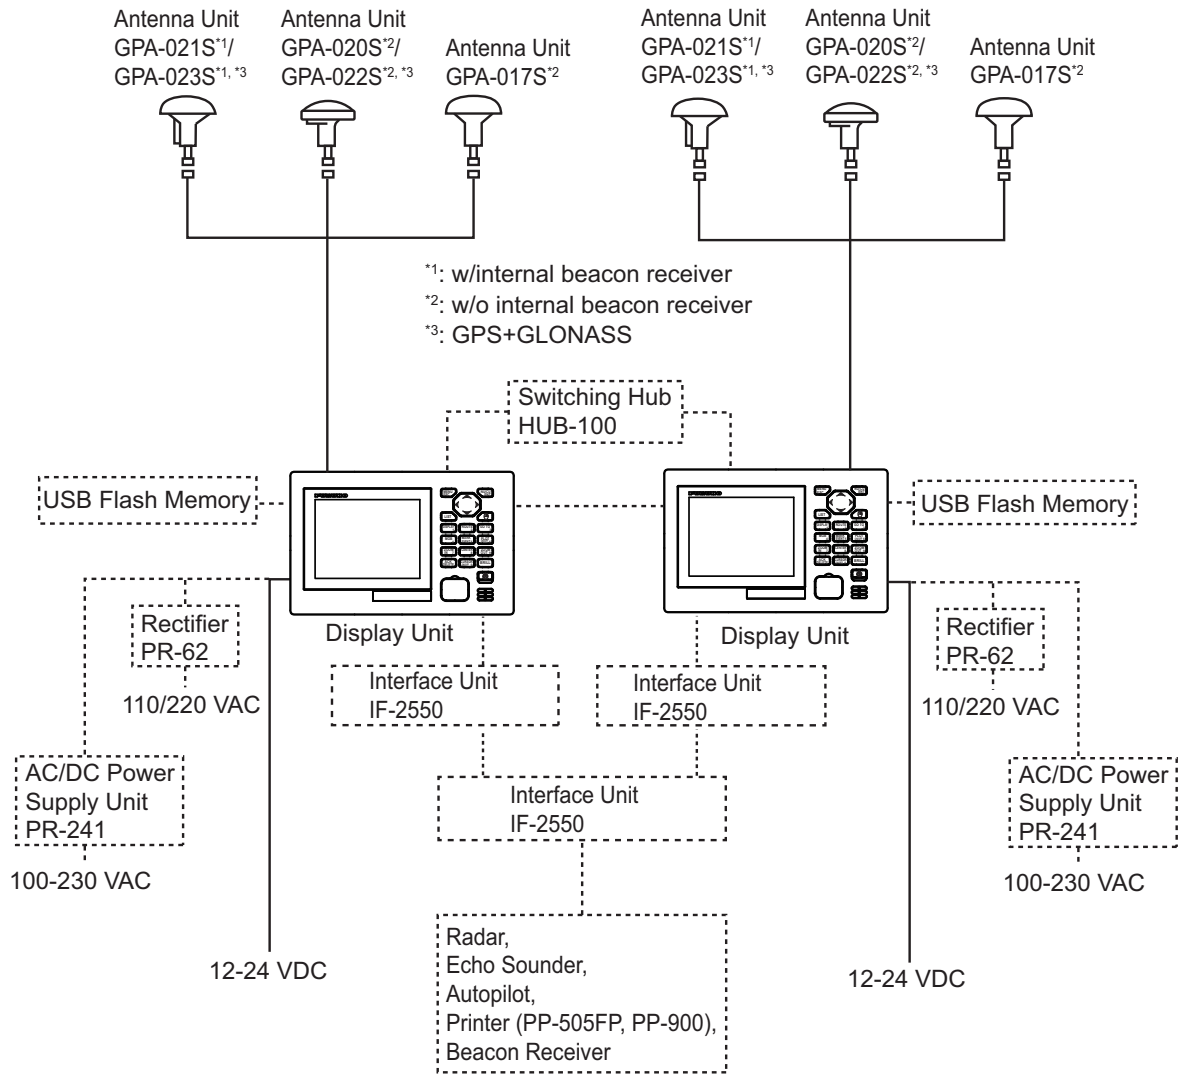 Antenna Unit
GPA-021S*1/
GPA-023S*1, *3
Antenna Unit
GPA-020S*2/
GPA-022S*2, *3
Antenna Unit
GPA-017S*2
Antenna Unit
GPA-021S*1/
GPA-023S*1, *3
Antenna Unit
GPA-020S*2/
GPA-022S*2, *3
Antenna Unit
GPA-017S*2
*1: w/internal beacon receiver
*2: w/o internal beacon receiver
*3: GPS+GLONASS
Switching Hub
HUB-100
USB Flash Memory
USB Flash Memory
Display Unit
Display Unit
Rectifier
PR-62
110/220 VAC
Rectifier
PR-62
110/220 VAC
Interface Unit
IF-2550
Interface Unit
IF-2550
AC/DC Power
Supply Unit
PR-241
100-230 VAC
Interface Unit
IF-2550
AC/DC Power
Supply Unit
PR-241
100-230 VAC
12-24 VDC
12-24 VDC
Radar,
Echo Sounder,
Autopilot,
Printer (PP-505FP, PP-900),
Beacon Receiver